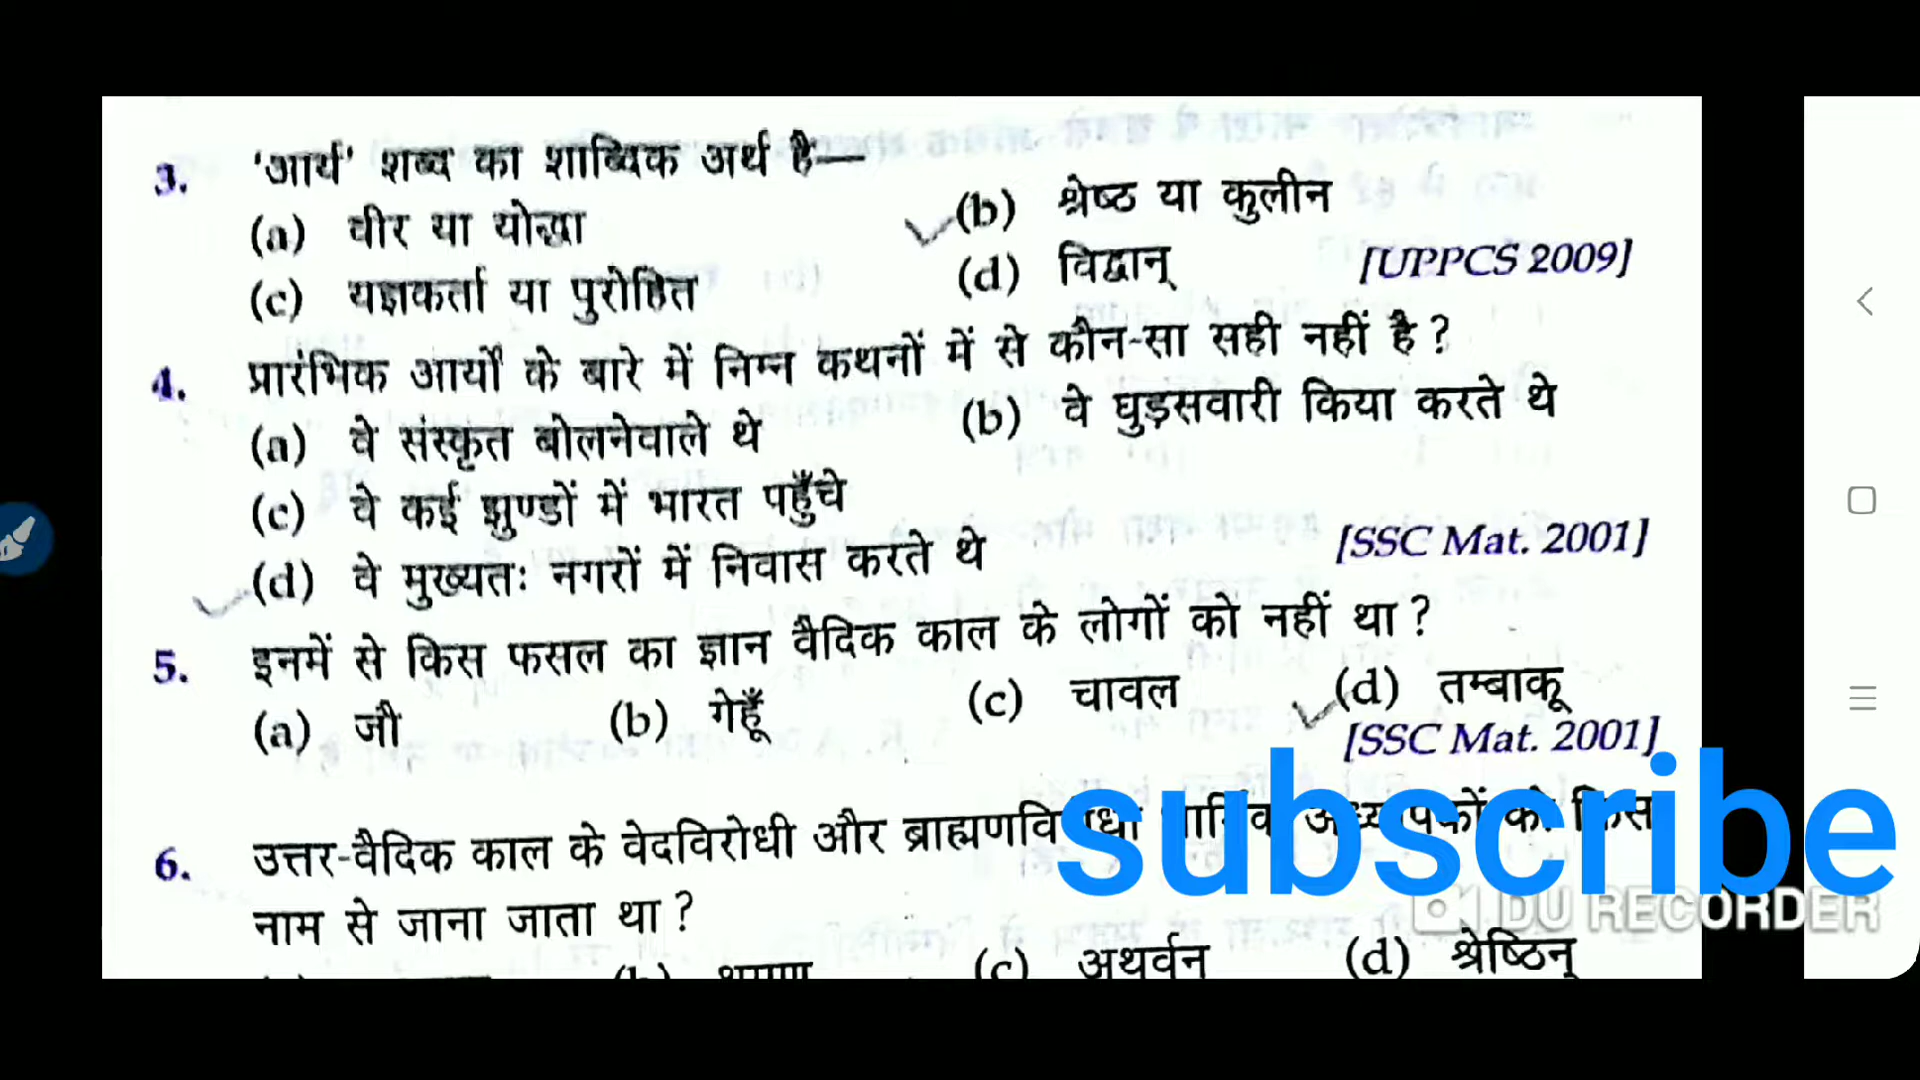 3. 'आर्य' शब्द का शाब्दिक अर्थ है—
(a) वीर या योद्धा (b) श्रेष्ठ या कुलीन
(c) यज्ञकर्ता या पुरोहित (d) विद्वान् [UPPCS 2009]
4. प्रारंभिक आर्यों के बारे में निम्न कथनों में से कौन-सा सही नहीं है ?
(a) वे संस्कृत बोलनेवाले थे (b) वे घुड़सवारी किया करते थे
(c) वे कई झुण्डों में भारत पहुँचे
(d) वे मुख्यतः नगरों में निवास करते थे [SSC Mat. 2001]
5. इनमें से किस फसल का ज्ञान वैदिक काल के लोगों को नहीं था ?
(a) जौ (b) गेहूँ (c) चावल (d) तम्बाकू
[SSC Mat. 2001]
6. उत्तर-वैदिक काल के वेदविरोधी और को किस
नाम से जाना जाता था ?
(b) (c) अथर्वन (d) श्रेष्ठिन्
subscribe
DU RECORDER